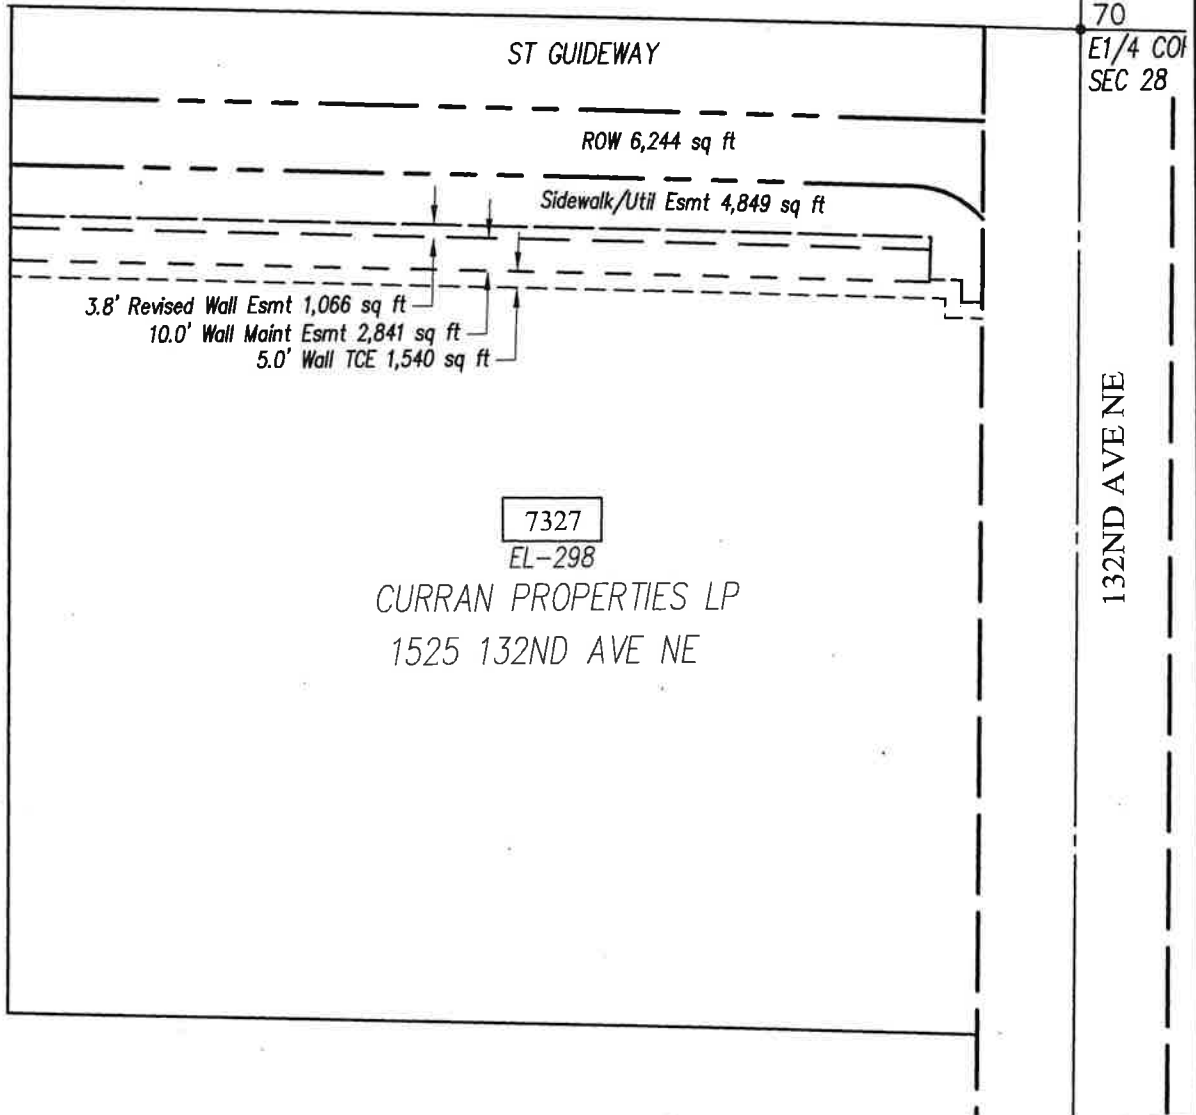 70
E1/4 CO
SEC 28
ST GUIDEWAY
ROW 6,244 sq ft
Sidewalk/Util Esmt 4,849 sq ft
3.8' Revised Wall Esmt 1,066 sq ft
10.0' Wall Maint Esmt 2,841 sq ft
5.0' Wall TCE 1,540 sq ft
132ND AVE NE
7327
EL-298
CURRAN PROPERTIES LP
1525 132ND AVE NE